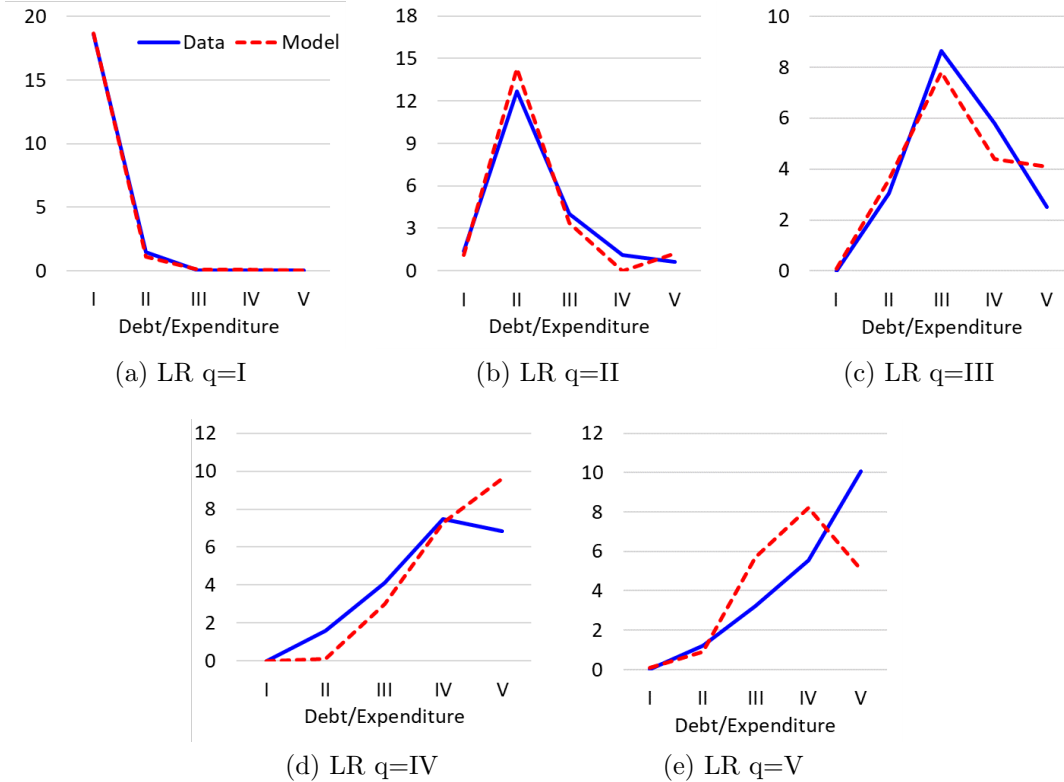 20
15
10
5
0
Data
Model
I II III IV V
Debt/Expenditure
(a) LR q=I
18
15
12
9
6
3
0
I II III IV V
Debt/Expenditure
(b) LR q=II
10
8
6
4
2
0
I II III IV V
Debt/Expenditure
(c) LR q=III
12
10
8
6
4
2
0
I II III IV V
Debt/Expenditure
(d) LR q=IV
12
10
8
6
4
2
0
I II III IV V
Debt/Expenditure
(e) LR q=V